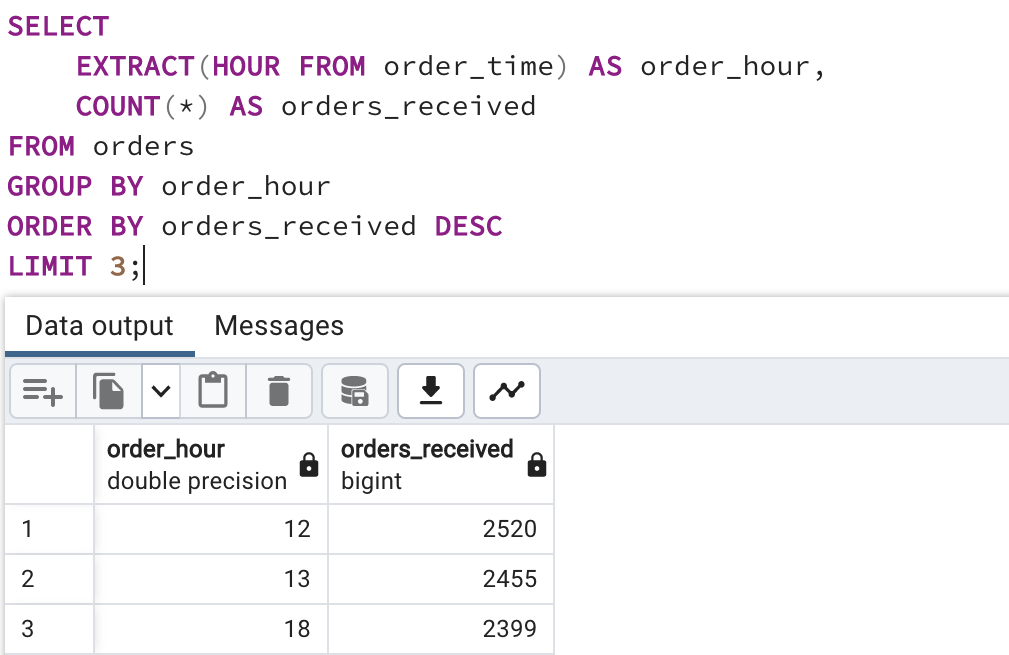 SELECT
    EXTRACT(HOUR FROM order_time) AS order_hour,
    COUNT(*) AS orders_received
FROM orders
GROUP BY order_hour
ORDER BY orders_received DESC
LIMIT 3;
Data output Messages
order_hour orders_received
double precision bigint
1 12 2520
2 13 2455
3 18 2399